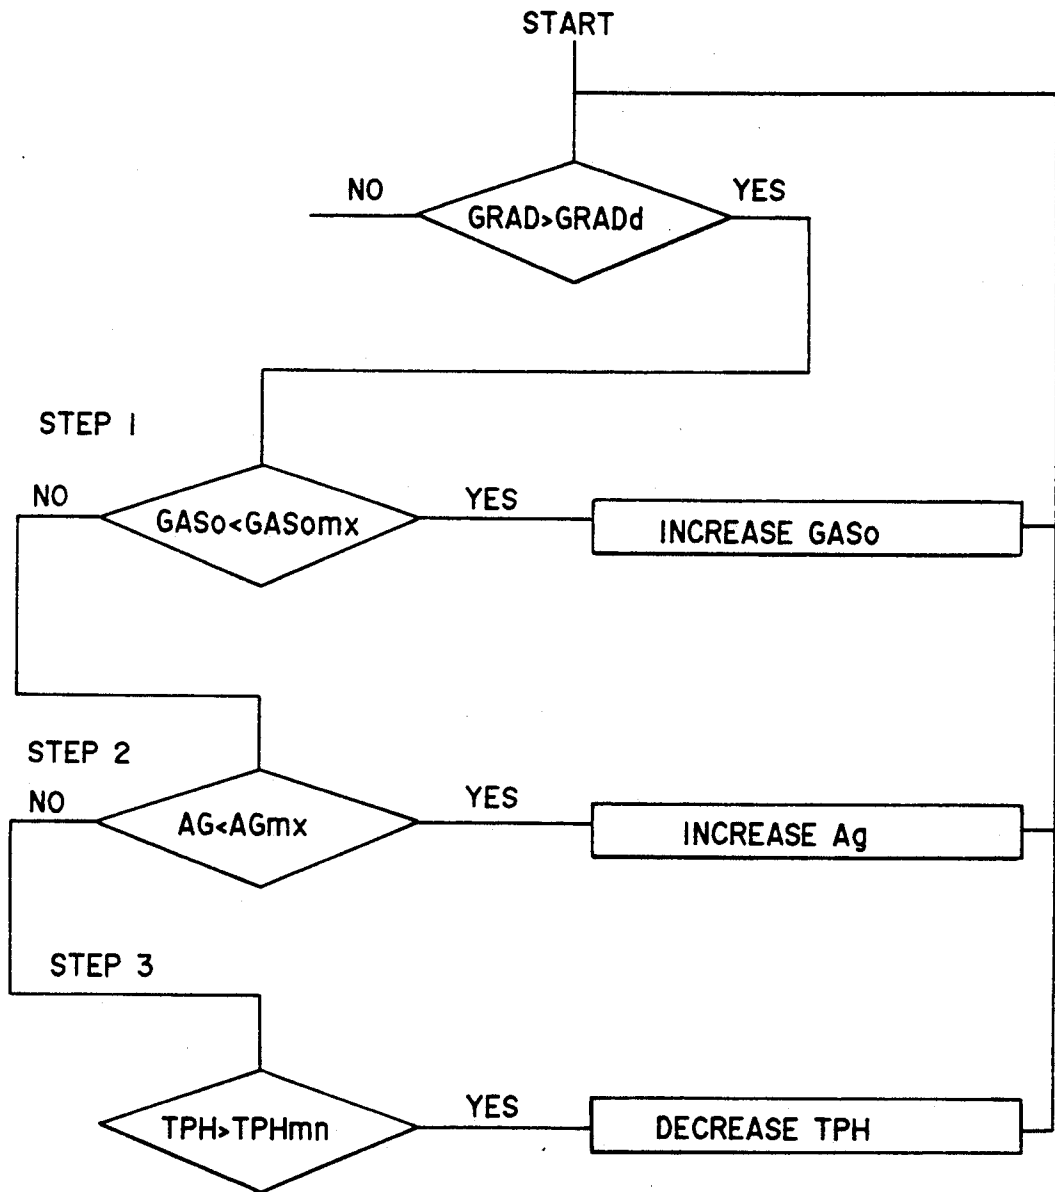 START
NO
YES
GRAD>GRADd
STEP 1
NO
GASo<GASomx
YES
INCREASE GASo
STEP 2
NO
AG<AGmx
YES
INCREASE Ag
STEP 3
TPH>TPHmn
YES
DECREASE TPH